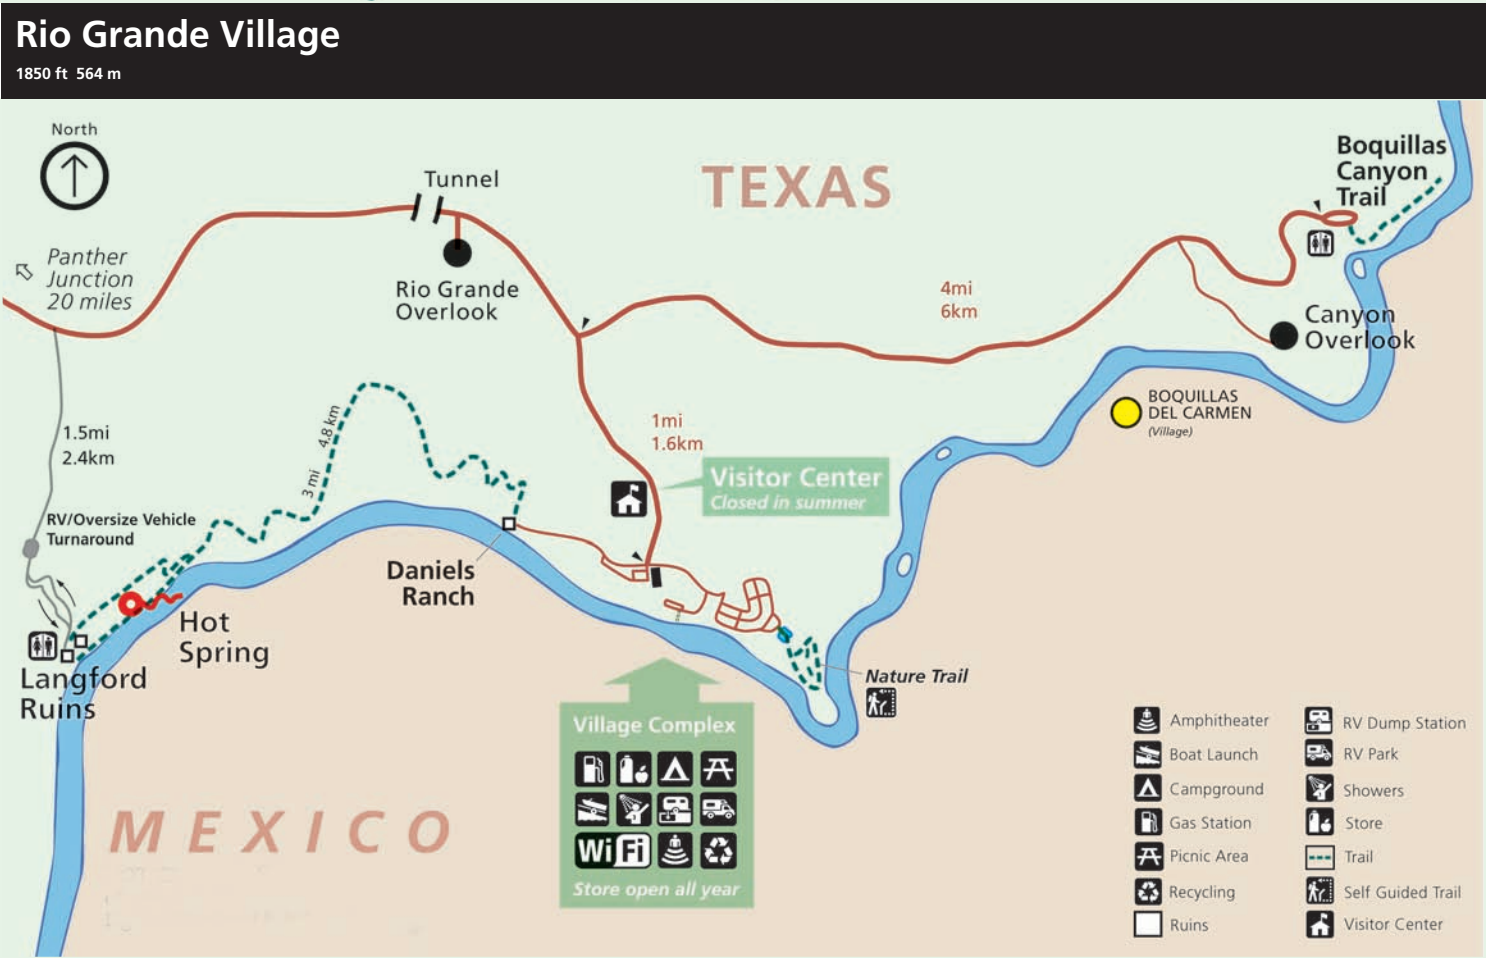 Rio Grande Village
1850 ft 564 m
North
Tunnel
TEXAS
Boquillas
Canyon
Trail
Panther
Junction
20 miles
Rio Grande
Overlook
4mi
6km
Canyon
Overlook
BOQUILLAS
DEL CARMEN
(Village)
1.5mi
2.4km
3 mi
4.8 km
1mi
1.6km
Visitor Center
Closed in summer
RV/Oversize Vehicle
Turnaround
Daniels
Ranch
Hot
Spring
Langford
Ruins
Nature Trail
Village Complex
WiFi
Store open all year
MEXICO
Amphitheater
Boat Launch
Campground
Gas Station
Picnic Area
Recycling
Ruins
RV Dump Station
RV Park
Showers
Store
Trail
Self Guided Trail
Visitor Center